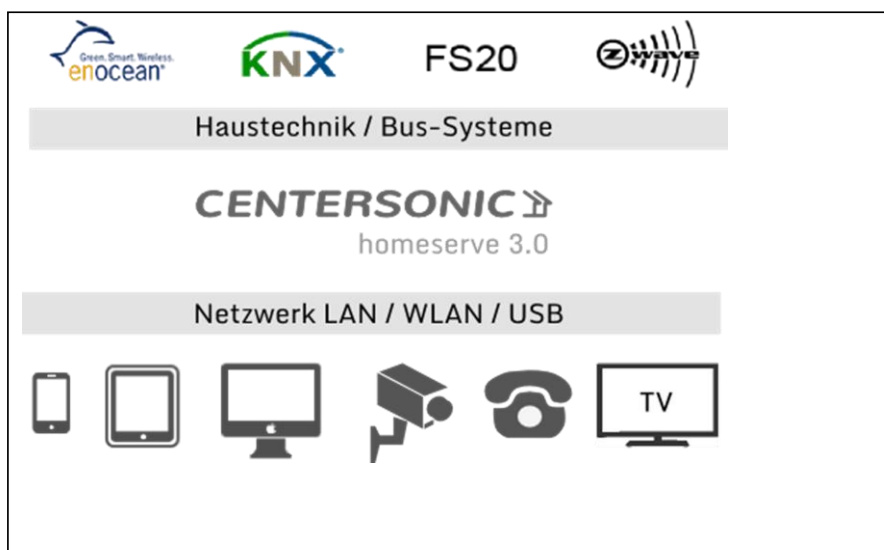 Green. Smart. Wireless.
enocean®
KNX®
FS20
Z wave
Haustechnik / Bus-Systeme
CENTERSONIC
homeserve 3.0
Netzwerk LAN / WLAN / USB
TV